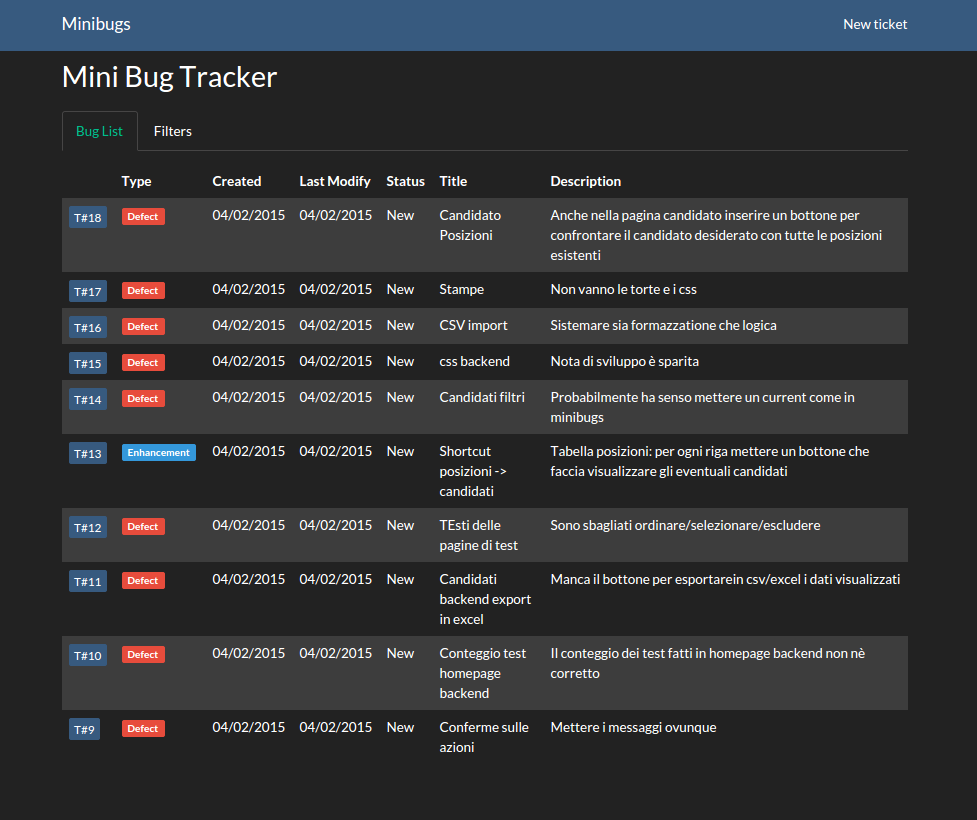 Minibugs New ticket
Mini Bug Tracker
Bug List Filters
Type Created Last Modify Status Title Description
T#18 Defect 04/02/2015 04/02/2015 New Candidato Anche nella pagina candidato inserire un bottone per
Posizioni confrontare il candidato desiderato con tutte le posizioni
esistenti
T#17 Defect 04/02/2015 04/02/2015 New Stampe Non vanno le torte e i css
T#16 Defect 04/02/2015 04/02/2015 New CSV import Sistemare sia formazzatione che logica
T#15 Defect 04/02/2015 04/02/2015 New css backend Nota di sviluppo è sparita
T#14 Defect 04/02/2015 04/02/2015 New Candidati filtri Probabilmente ha senso mettere un current come in
minibugs
T#13 Enhancement 04/02/2015 04/02/2015 New Shortcut Tabella posizioni: per ogni riga mettere un bottone che
posizioni -> faccia visualizzare gli eventuali candidati
candidati
T#12 Defect 04/02/2015 04/02/2015 New TEsti delle Sono sbagliati ordinare/selezionare/escludere
pagine di test
T#11 Defect 04/02/2015 04/02/2015 New Candidati Manca il bottone per esportarein csv/excel i dati visualizzati
backend export
in excel
T#10 Defect 04/02/2015 04/02/2015 New Conteggio test Il conteggio dei test fatti in homepage backend non nè
homepage corretto
backend
T#9 Defect 04/02/2015 04/02/2015 New Conferme sulle Mettere i messaggi ovunque
azioni